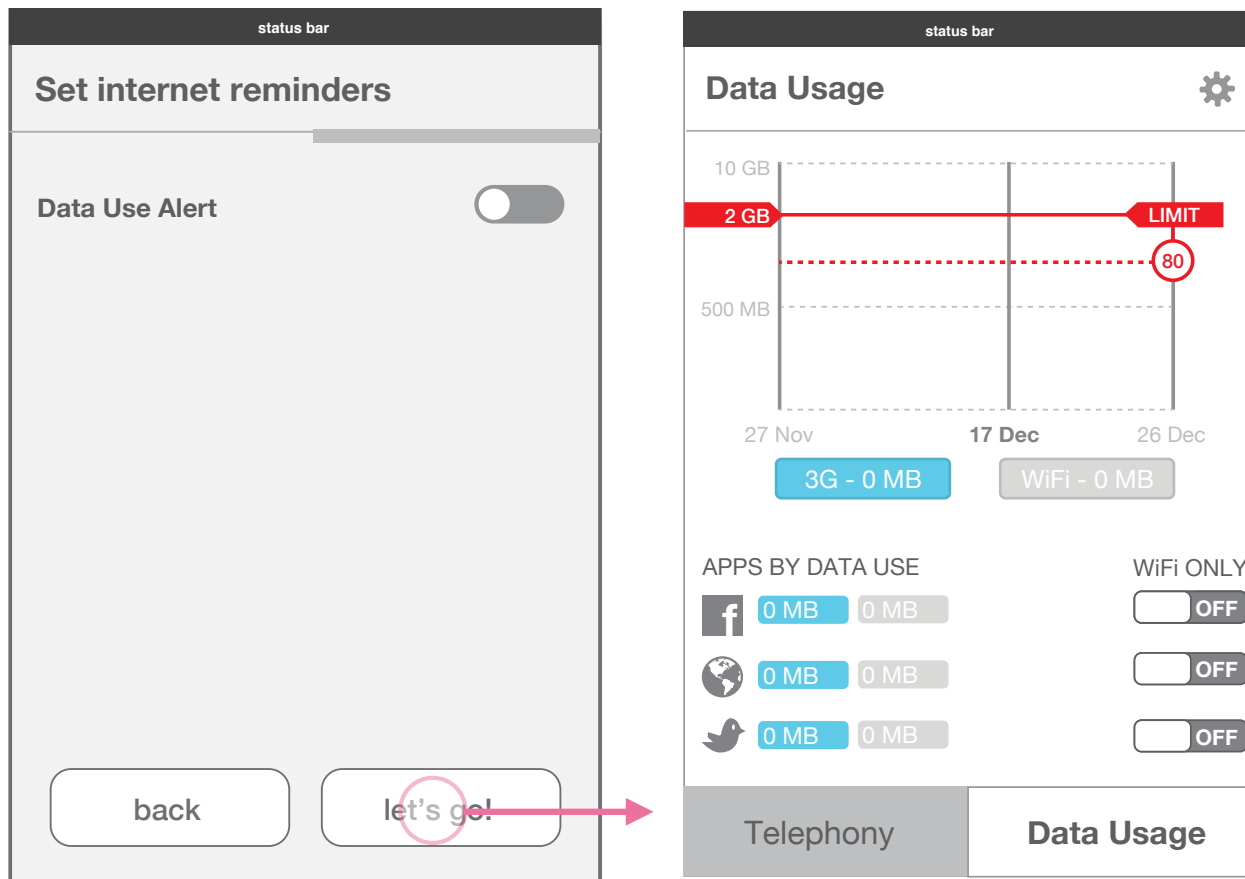 status bar
Set internet reminders
Data Use Alert
back
let's go!
status bar
Data Usage
10 GB
2 GB
LIMIT
80
500 MB
27 Nov
17 Dec
26 Dec
3G - 0 MB
WiFi - 0 MB
APPS BY DATA USE
WiFi ONLY
f
0 MB
0 MB
OFF
0 MB
0 MB
OFF
0 MB
0 MB
OFF
Telephony
Data Usage